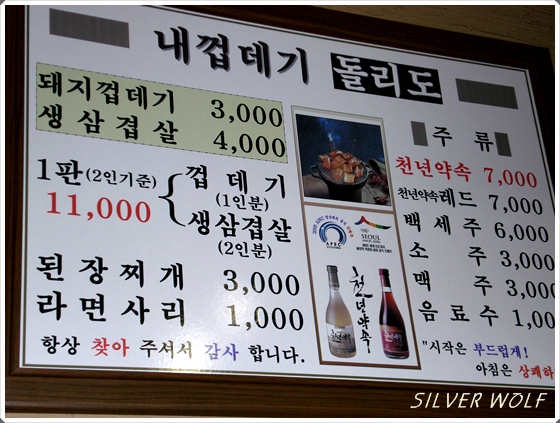 내껍데기 돌리도
돼지껍데기 3,000
생삼겹살 4,000
1판(2인기준) 11,000
껍데기 (1인분)
생삼겹살 (2인분)
된장찌개 3,000
라면사리 1,000
항상 찾아 주셔서 감사 합니다.
APEC
SEOUL
천년약속
주류
천년약속 7,000
천년약속레드 7,000
백세주 6,000
소주 3,000
맥주 3,000
음료수 1,00
"시작은 부드럽게!
아침은 상쾌하
SILVER WOLF